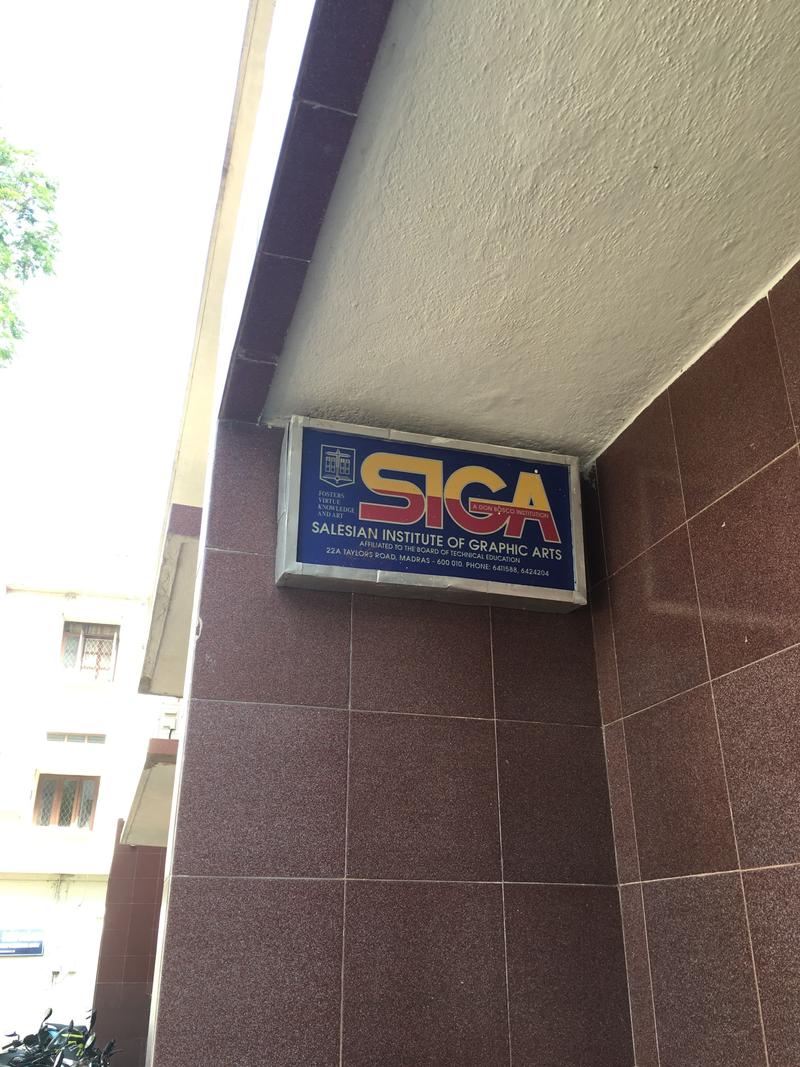 FOSTERS
VIRTUE
KNOWLEDGE
AND ART
SIGA
A DON BOSCO INSTITUTION
SALESIAN INSTITUTE OF GRAPHIC ARTS
AFFILIATED TO THE BOARD OF TECHNICAL EDUCATION
22A TAYLORS ROAD, MADRAS - 600 010. PHONE: 6411588, 6424204